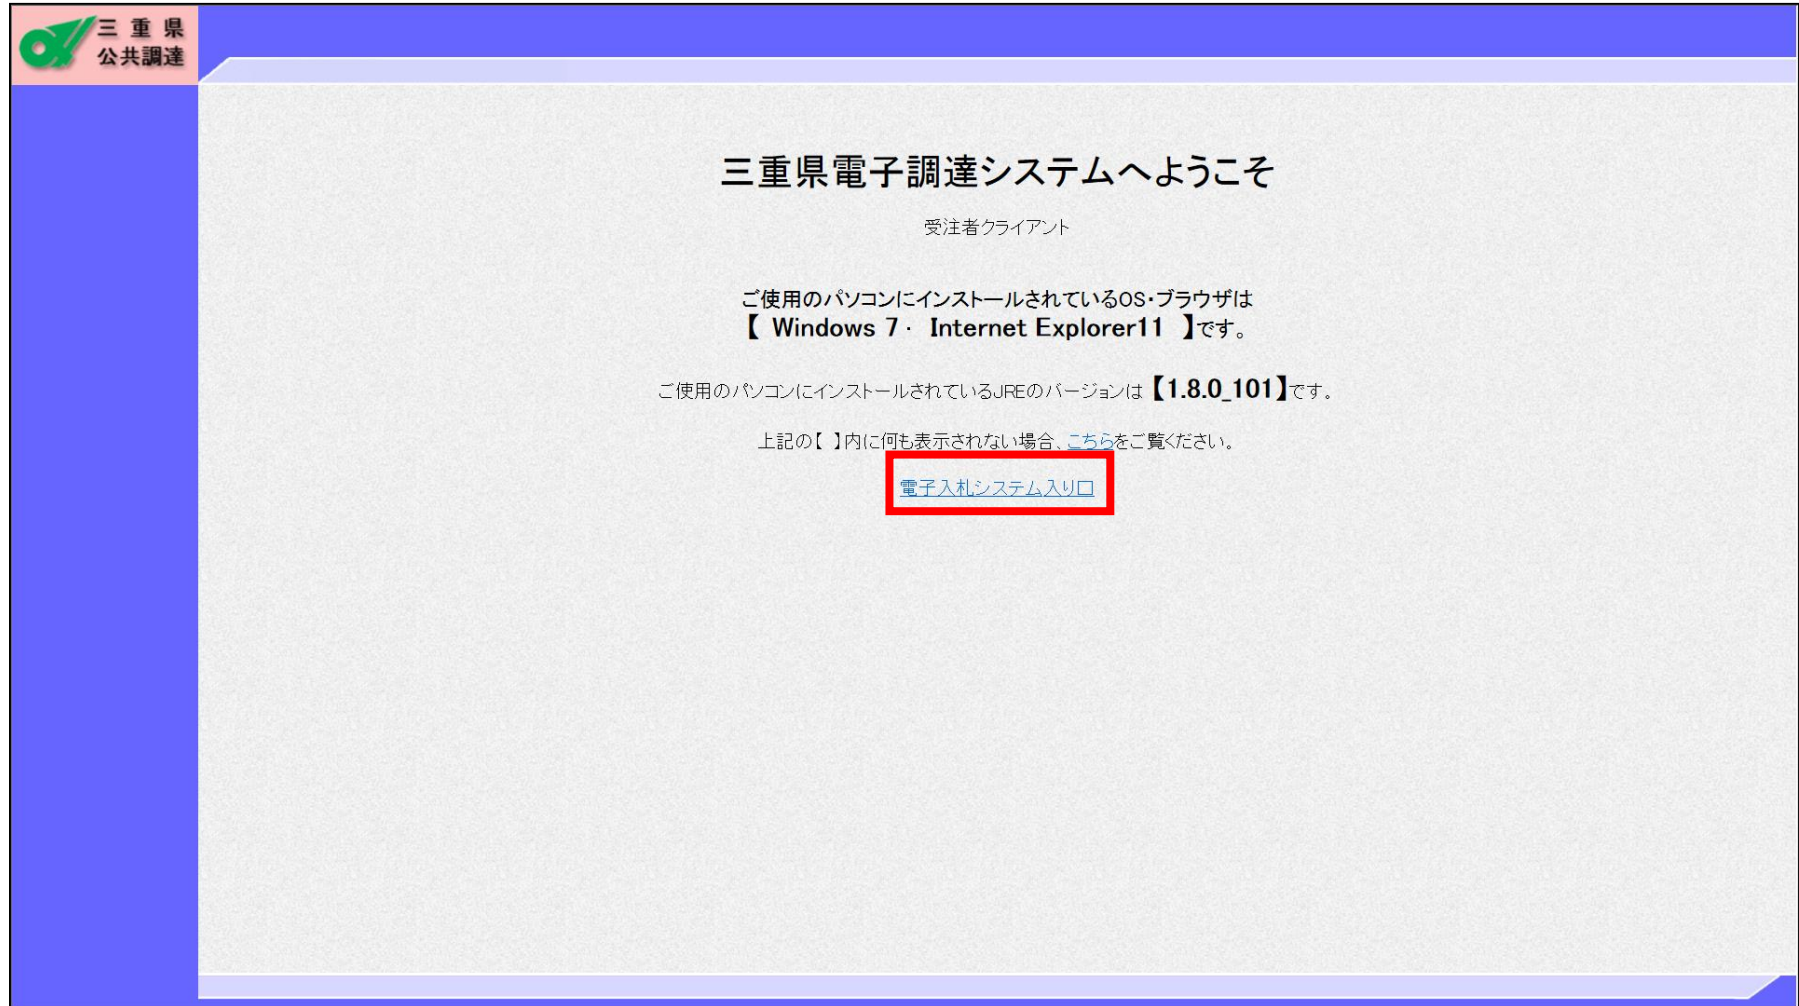 三重県
公共調達
三重県電子調達システムへようこそ
受注者クライアント
ご使用のパソコンにインストールされているOS・ブラウザは
【 Windows 7・ Internet Explorer11 】です。
ご使用のパソコンにインストールされているJREのバージョンは【1.8.0_101】です。
上記の【 】内に何も表示されない場合、こちらをご覧ください。
電子入札システム入り口